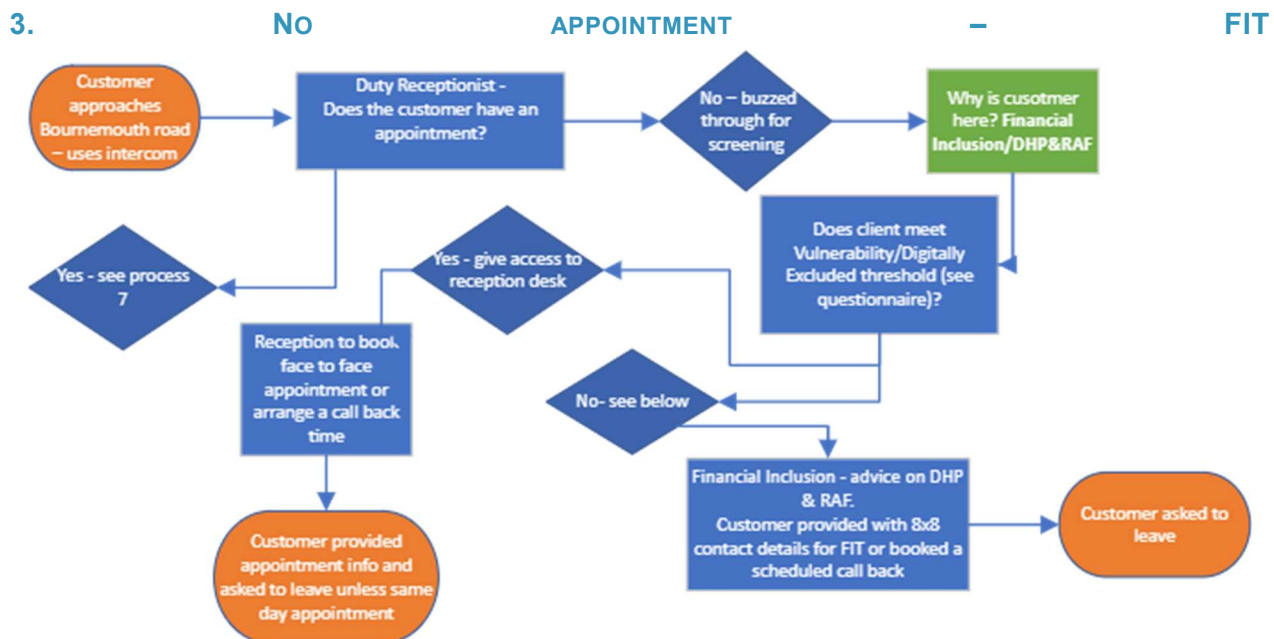 3. NO APPOINTMENT – FIT
Customer
approaches
Bournemouth road
– uses intercom
Duty Receptionist -
Does the customer have an
appointment?
No – buzzed
through for
screening
Why is cusotmer
here? Financial
Inclusion/DHP&RAF
Yes - see process
7
Yes - give access to
reception desk
Does client meet
Vulnerability/Digitally
Excluded threshold (see
questionnaire)?
Reception to book
face to face
appointment or
arrange a call back
time
No- see below
Financial Inclusion - advice on DHP
& RAF.
Customer provided with 8x8
contact details for FIT or booked a
scheduled call back
Customer asked to
leave
Customer provided
appointment info and
asked to leave unless same
day appointment